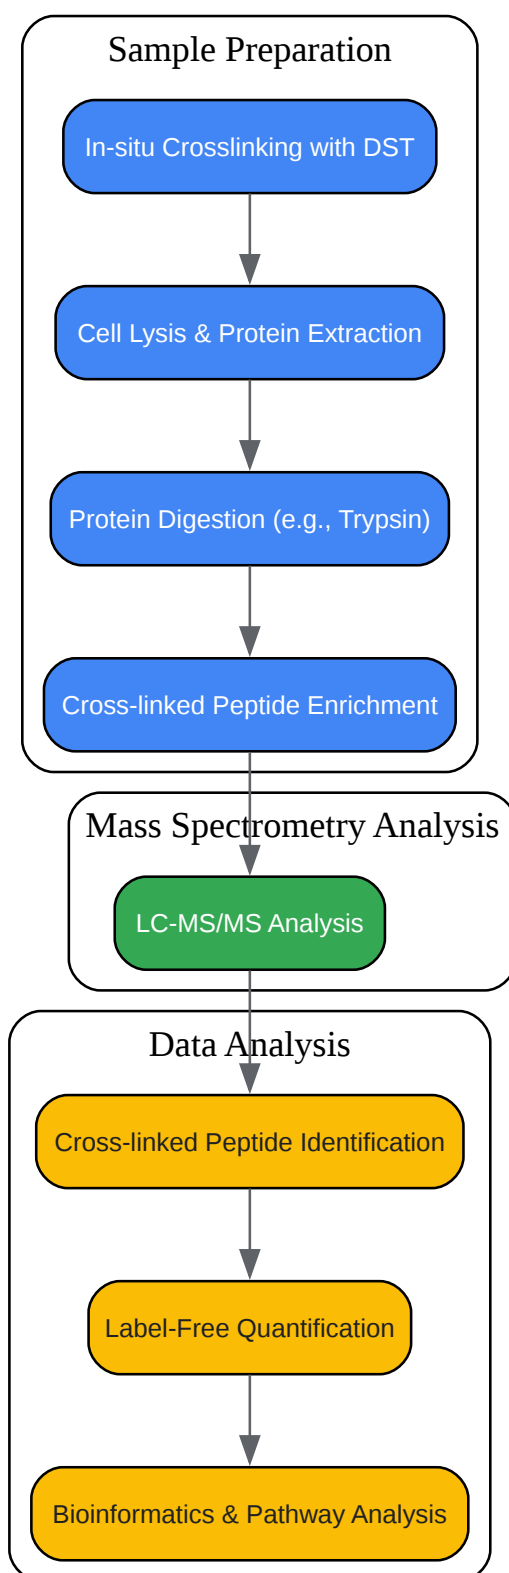 Sample Preparation
In-situ Crosslinking with DST
Cell Lysis & Protein Extraction
Protein Digestion (e.g., Trypsin)
Cross-linked Peptide Enrichment
Mass Spectrometry Analysis
LC-MS/MS Analysis
Data Analysis
Cross-linked Peptide Identification
Label-Free Quantification
Bioinformatics & Pathway Analysis